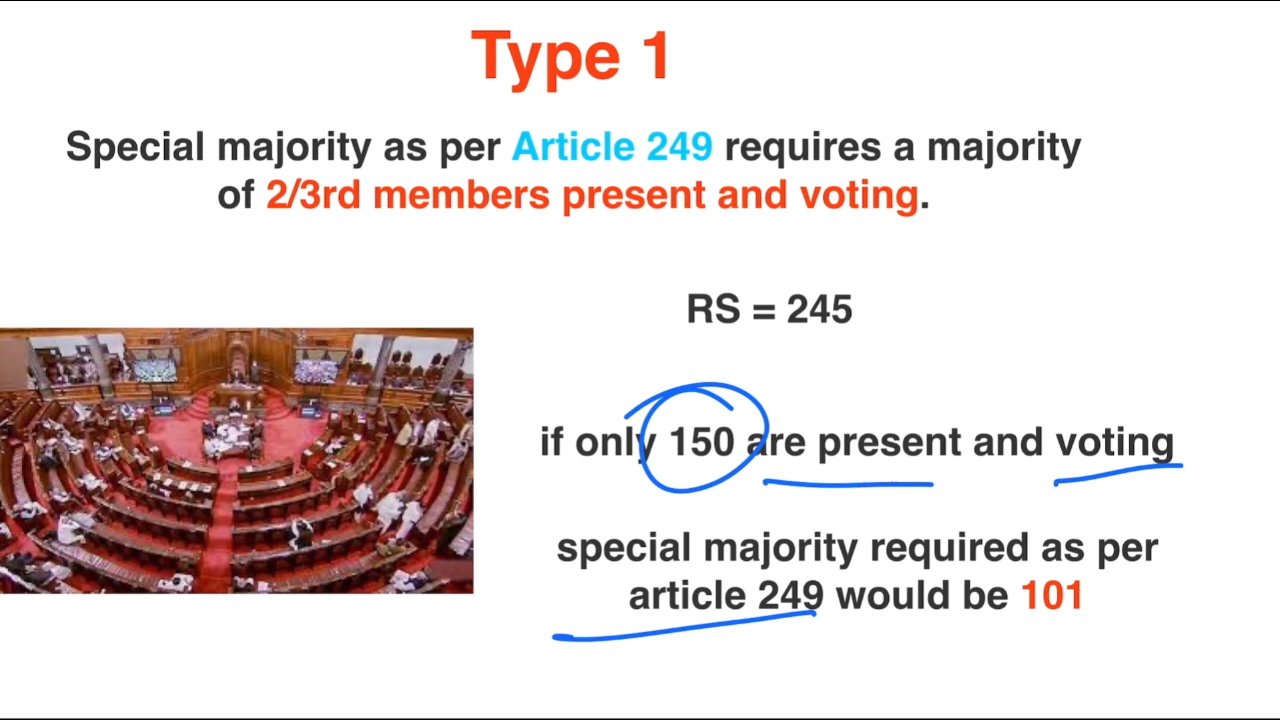 Type 1
Special majority as per Article 249 requires a majority
of 2/3rd members present and voting.
RS = 245
if only 150 are present and voting
special majority required as per
article 249 would be 101